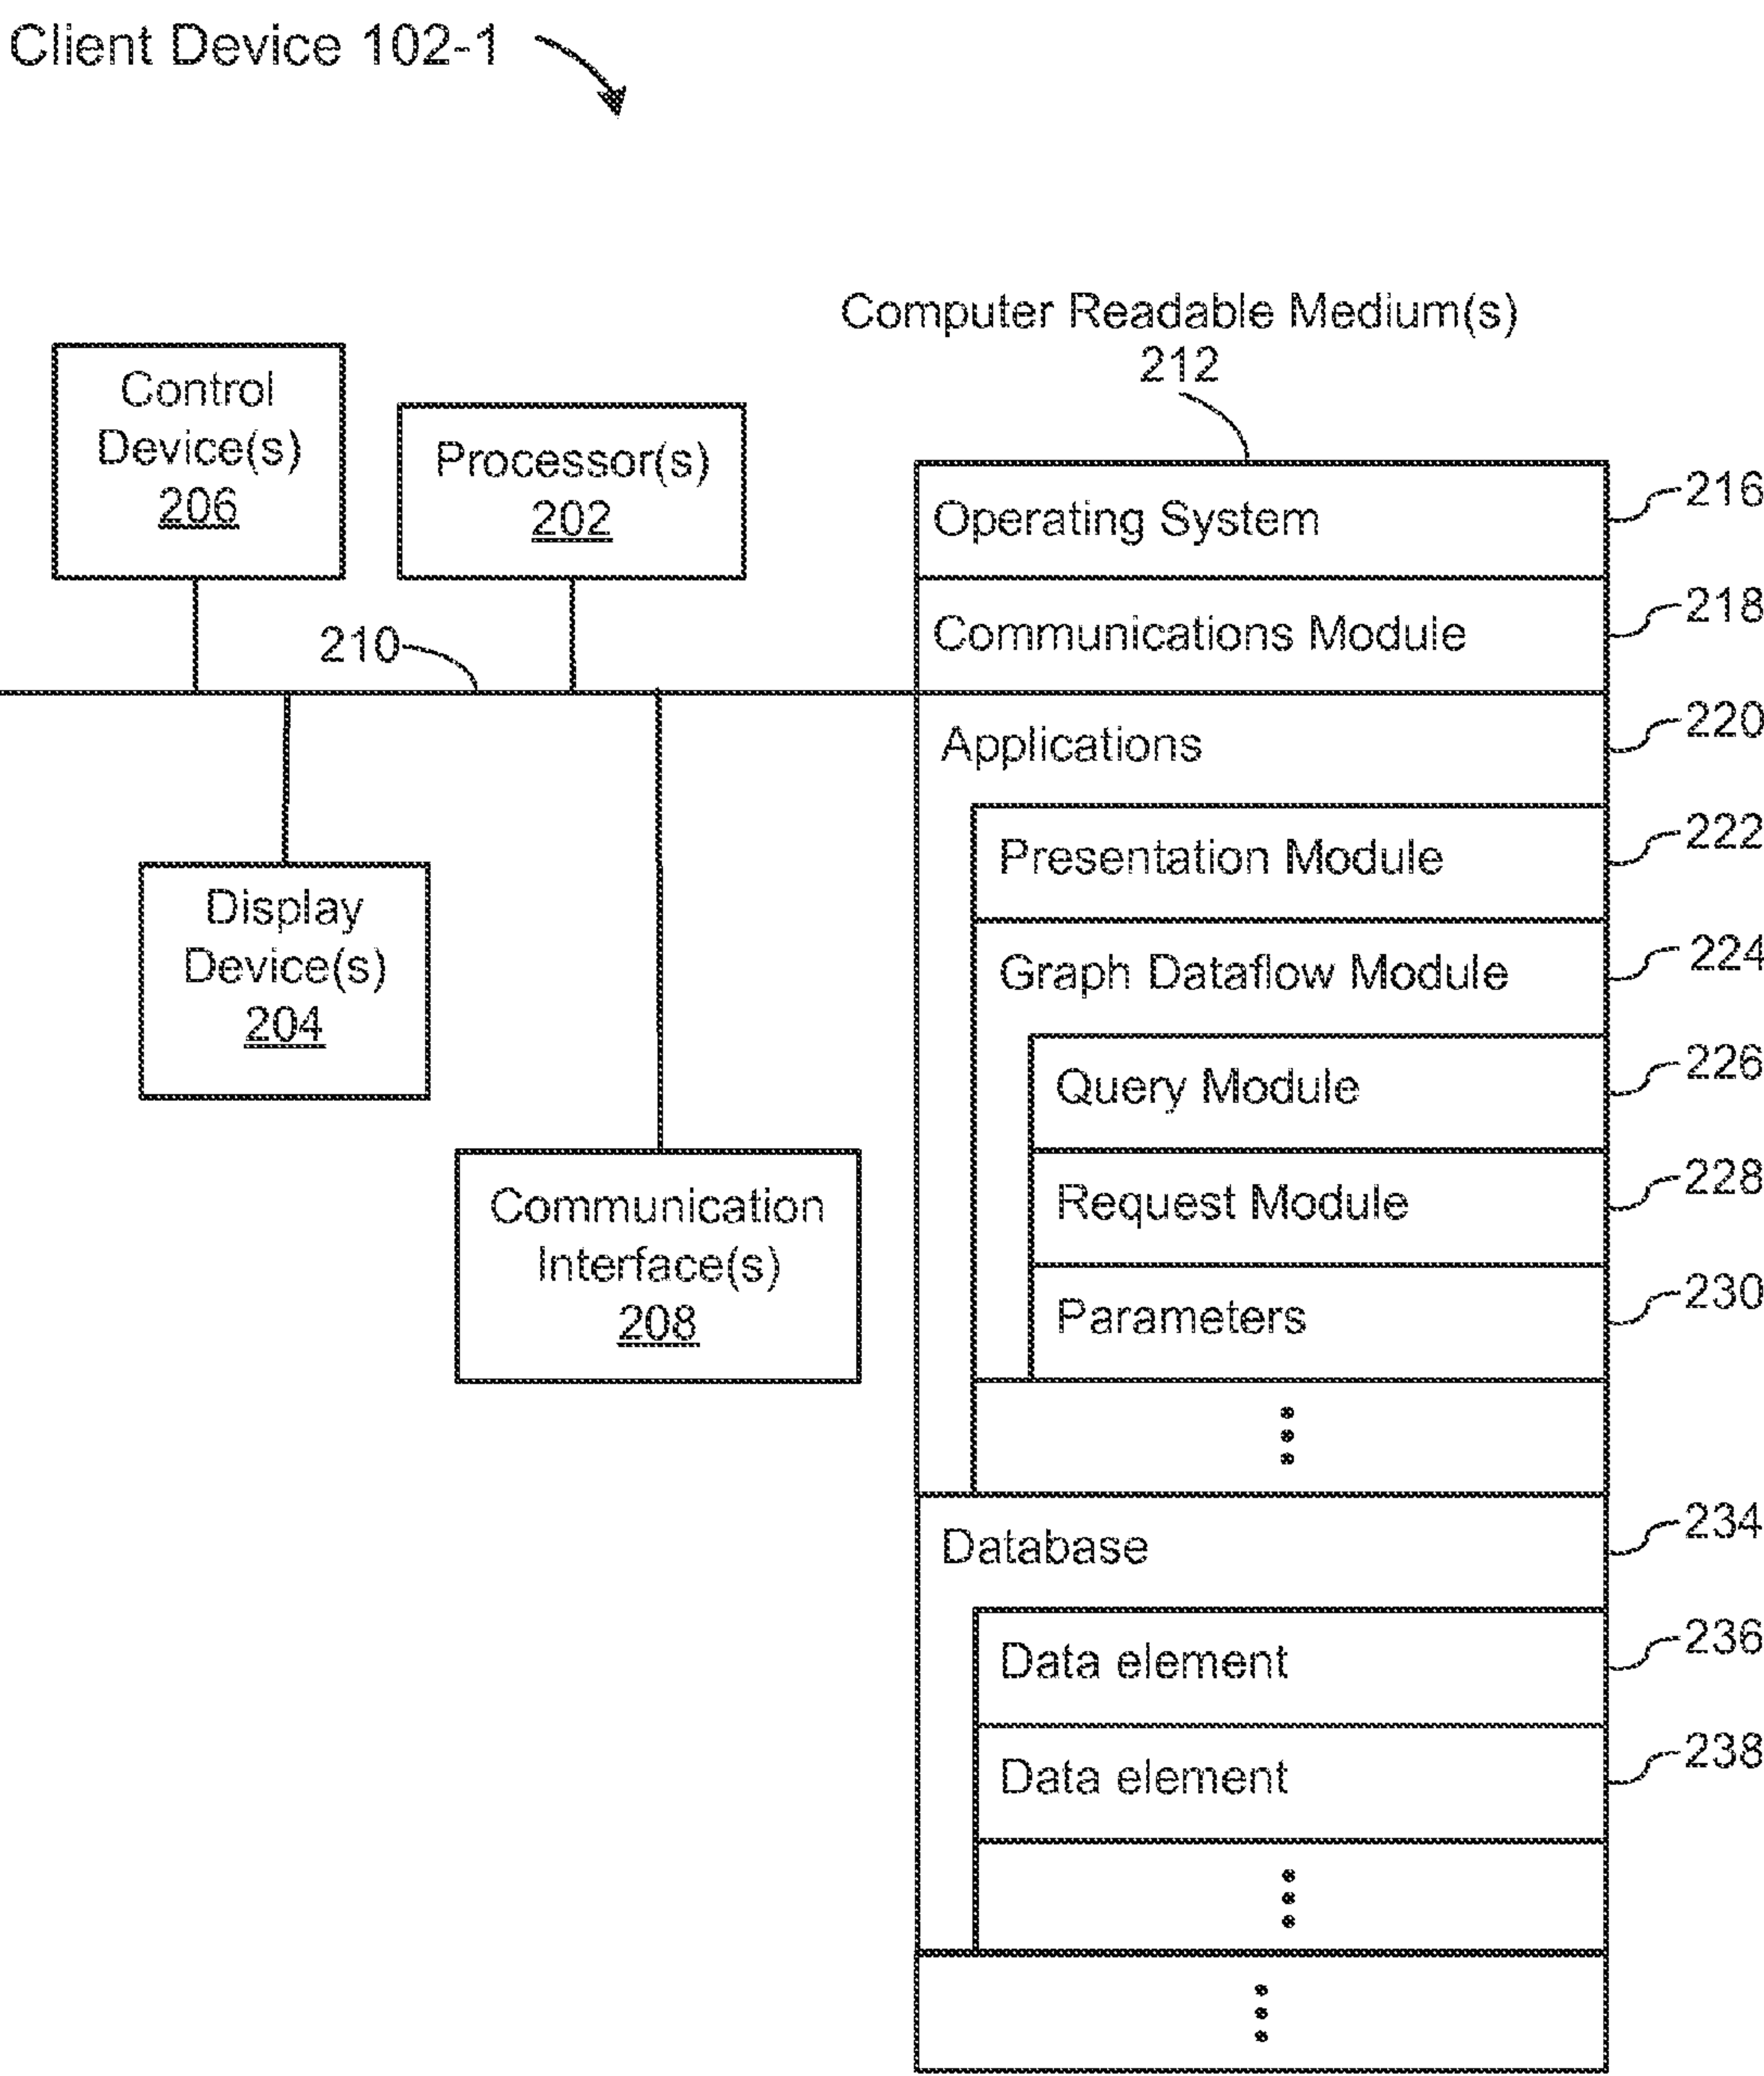 Client Device 102-1
Computer Readable Medium(s)
212
Control
Device(s)
206
Processor(s)
202
210
Display
Device(s)
204
Communication
Interface(s)
208
Operating System
216
Communications Module
218
Applications
220
Presentation Module
222
Graph Dataflow Module
224
Query Module
226
Request Module
228
Parameters
230
Database
234
Data element
236
Data element
238